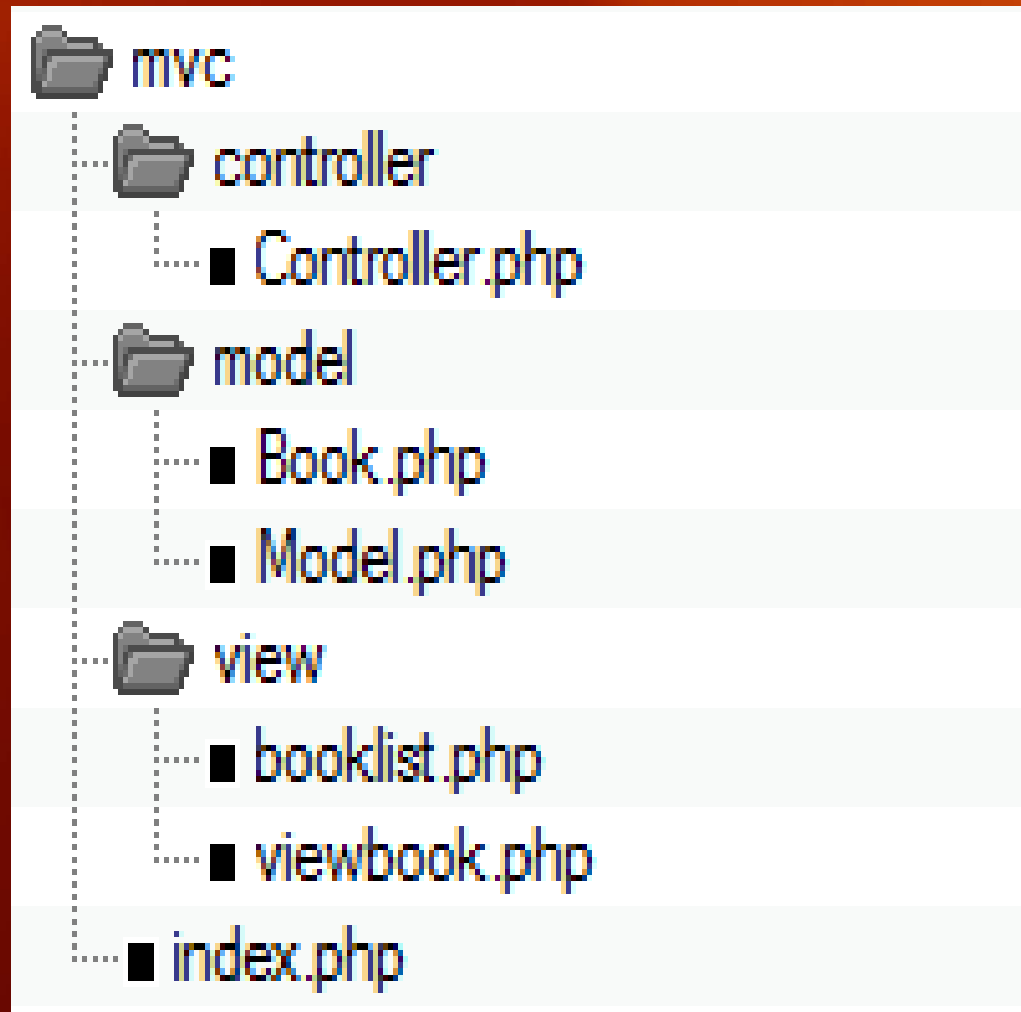 mvc
controller
Controller.php
model
Book.php
Model.php
view
booklist.php
viewbook.php
index.php